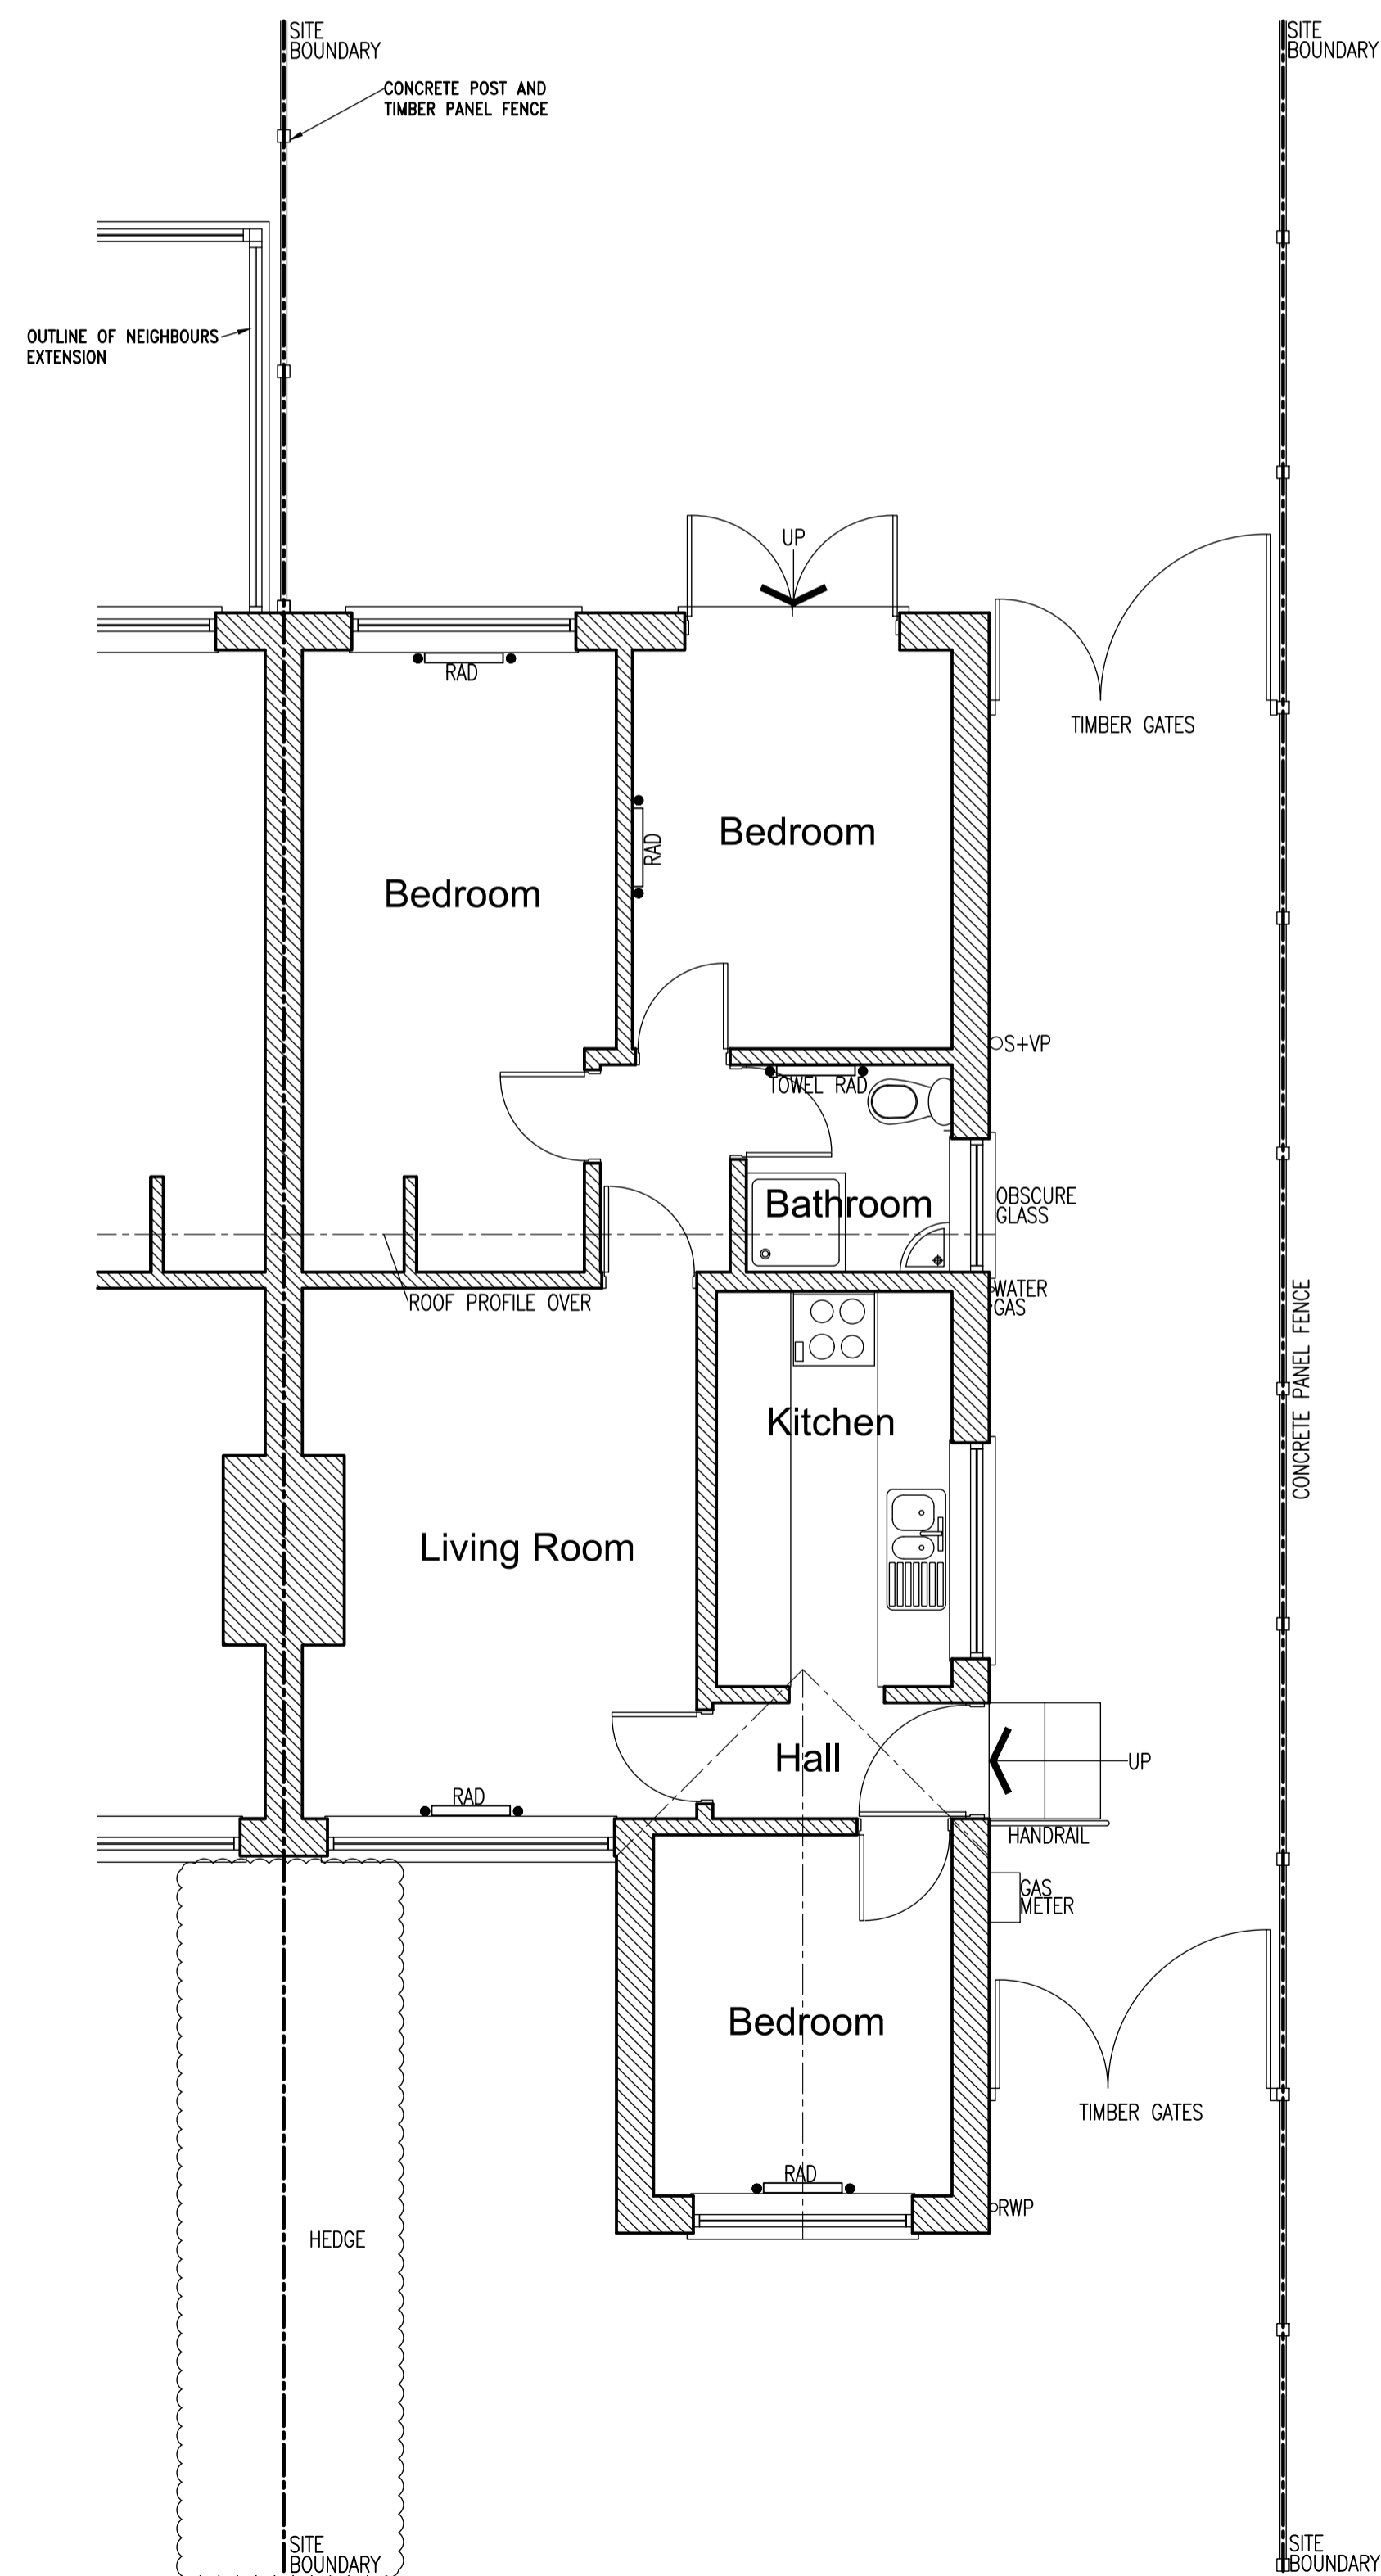 SITE
BOUNDARY
SITE
BOUNDARY
CONCRETE POST AND
TIMBER PANEL FENCE
OUTLINE OF NEIGHBOURS
EXTENSION
UP
RAD
TIMBER GATES
Bedroom
RAD
Bedroom
S+VP
TOWEL RAD
Bathroom
OBSCURE
GLASS
WATER
GAS
ROOF PROFILE OVER
CONCRETE PANEL FENCE
Kitchen
Living Room
Hall
UP
RAD
HANDRAIL
GAS
METER
Bedroom
TIMBER GATES
RAD
RWP
HEDGE
SITE
BOUNDARY
SITE
BOUNDARY